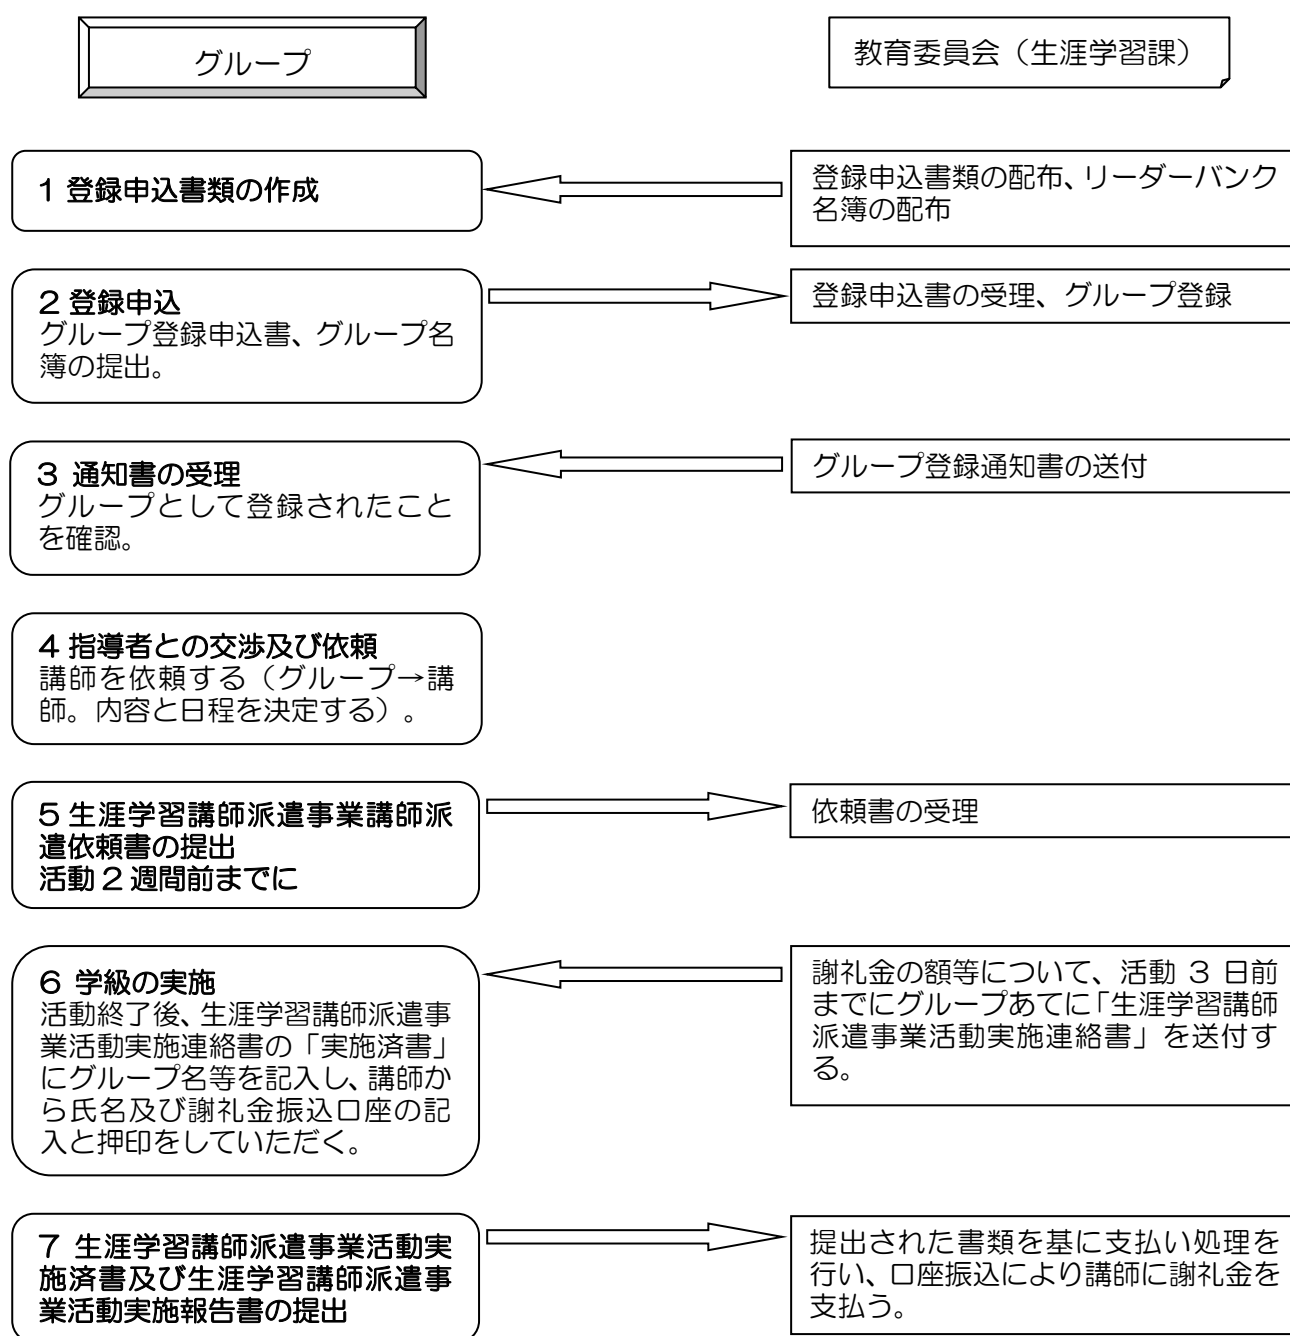 グループ
教育委員会（生涯学習課）
1 登録申込書類の作成
登録申込書類の配布、リーダーバンク
名簿の配布
2 登録申込
グループ登録申込書、グループ名
簿の提出。
登録申込書の受理、グループ登録
3 通知書の受理
グループとして登録されたこと
を確認。
グループ登録通知書の送付
4 指導者との交渉及び依頼
講師を依頼する（グループ→講
師。内容と日程を決定する）。
5 生涯学習講師派遣事業講師派
遣依頼書の提出
活動 2 週間前までに
依頼書の受理
6 学級の実施
活動終了後、生涯学習講師派遣事
業活動実施連絡書の「実施済書」
にグループ名等を記入し、講師か
ら氏名及び謝礼金振込口座の記
入と押印をしていただく。
謝礼金の額等について、活動 3 日前
までにグループあてに「生涯学習講師
派遣事業活動実施連絡書」を送付す
る。
7 生涯学習講師派遣事業活動実
施済書及び生涯学習講師派遣事
業活動実施報告書の提出
提出された書類を基に支払い処理を
行い、口座振込により講師に謝礼金を
支払う。